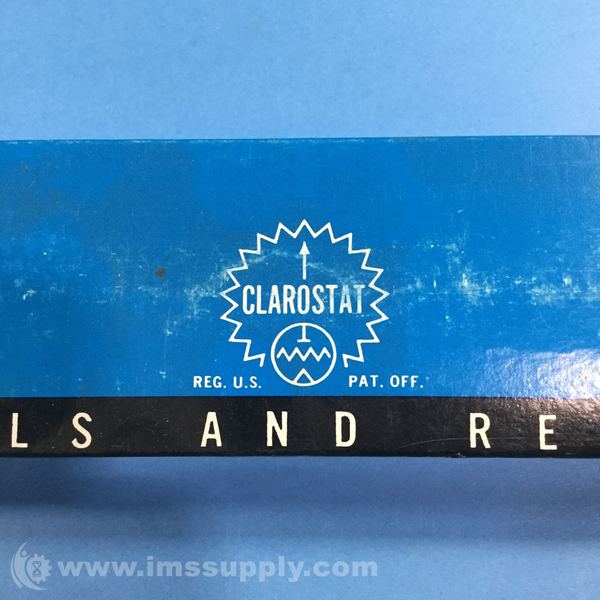 CLAROSTAT
REG. U.S. PAT. OFF.
LS AND RE
www.imssupply.com